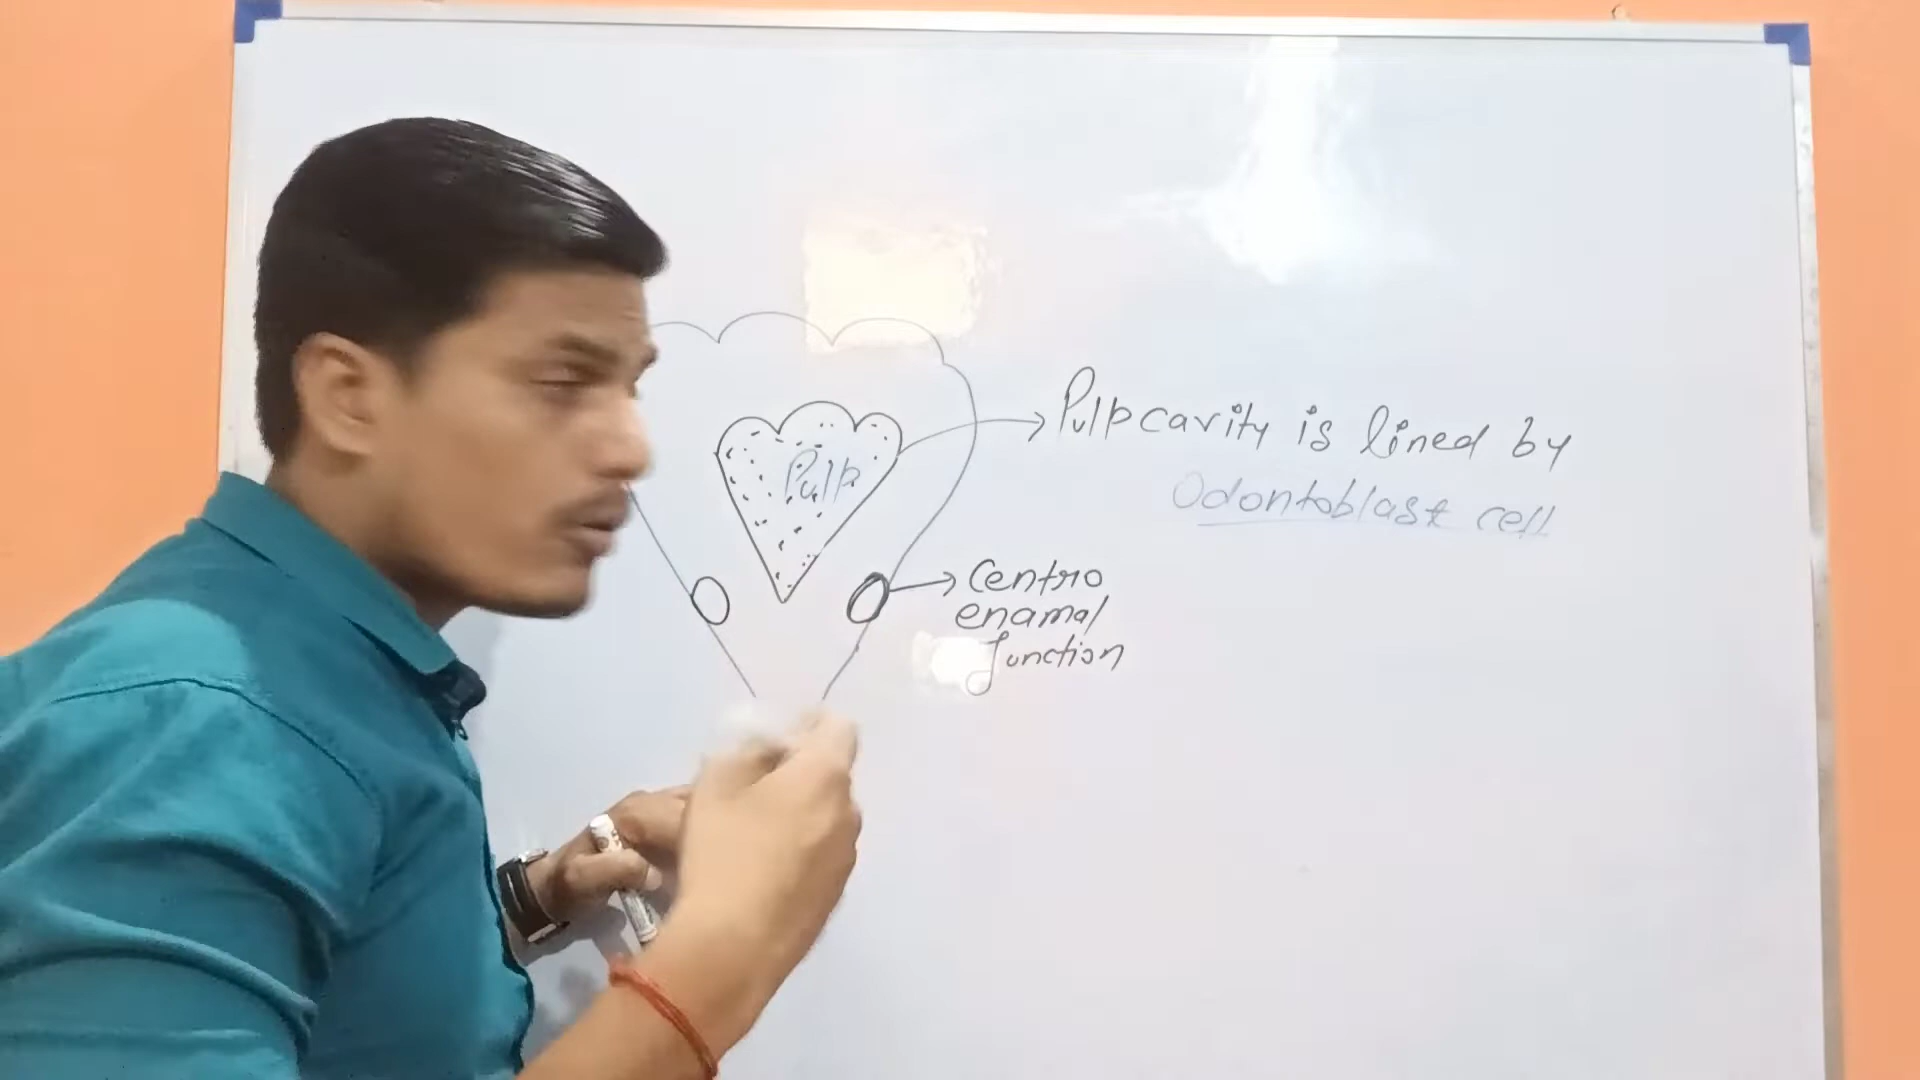 Pulp cavity is lined by
Pulp
Odontoblast cell
Centro
enamal
Junction